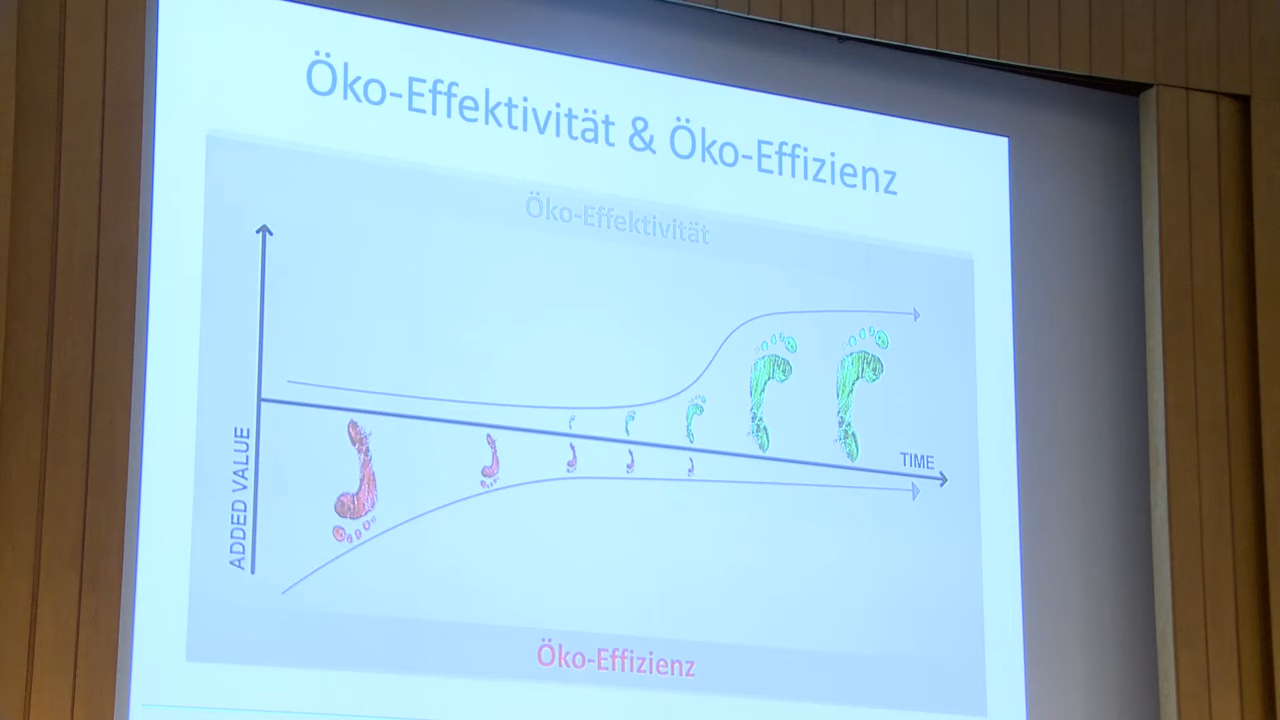 Öko-Effektivität & Öko-Effizienz
Öko-Effektivität
ADDED VALUE
TIME
Öko-Effizienz